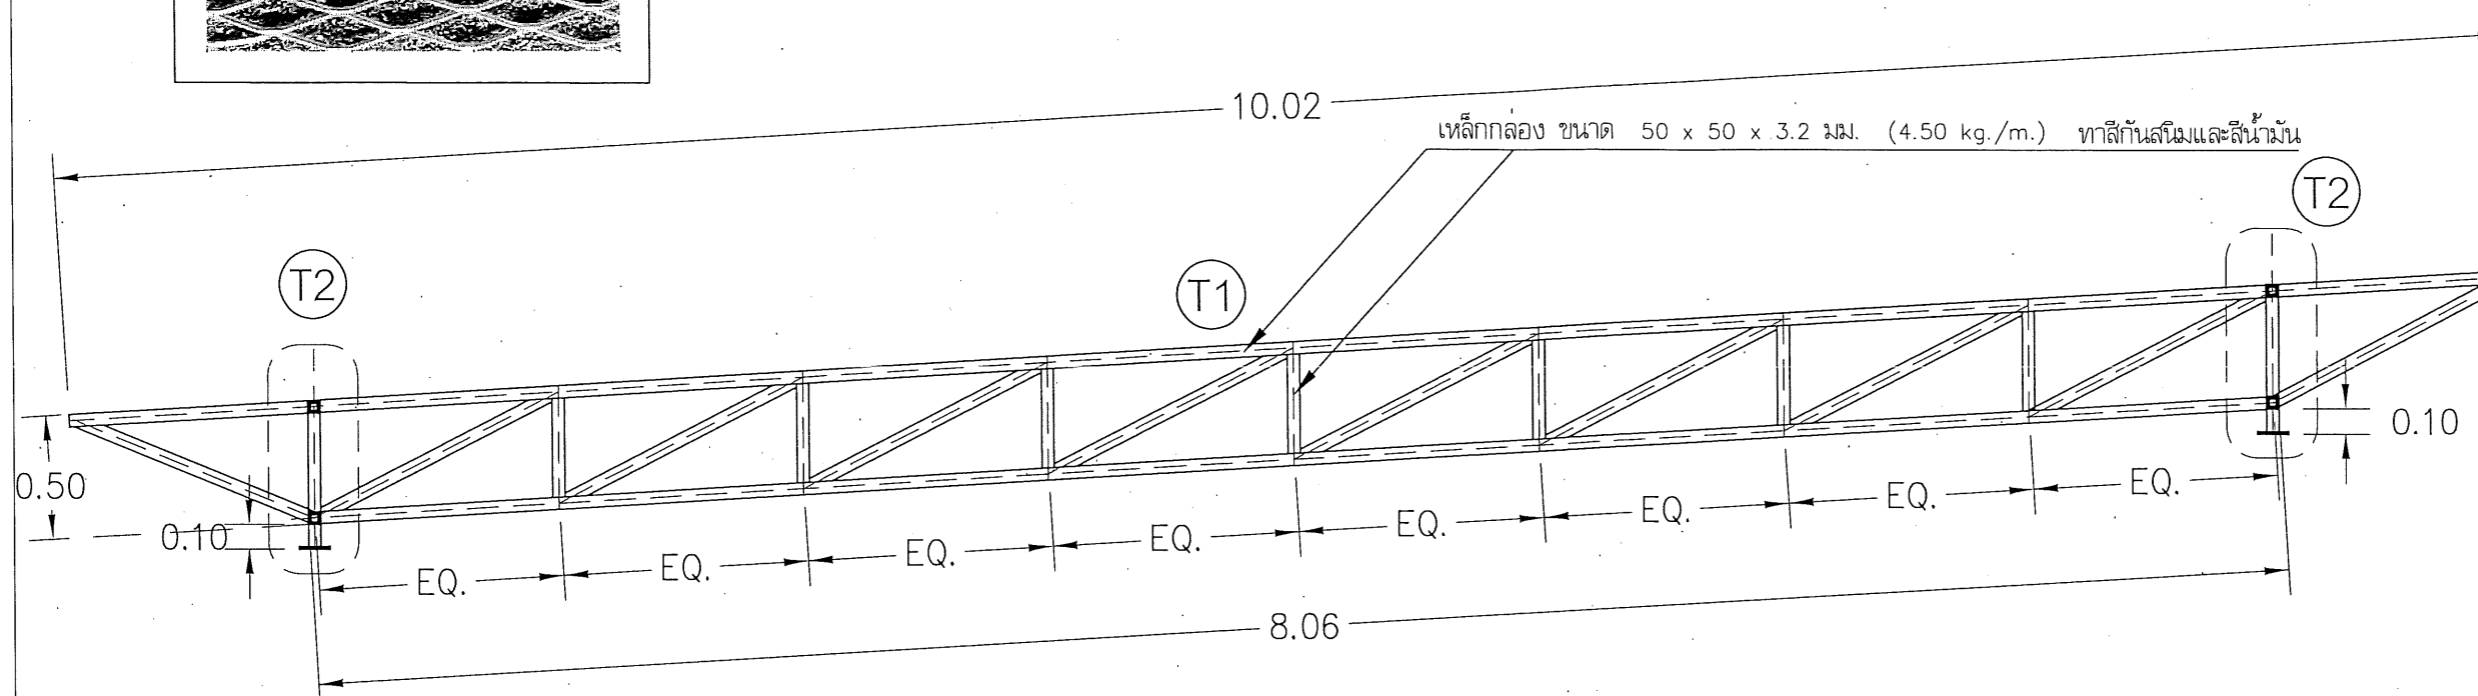 10.02
เหล็กกล่อง ขนาด 50 x 50 x 3.2 มม. (4.50 kg./m.) ทาสีกันสนิมและสีน้ำมัน
T2
T2
T1
0.50
0.10
0.10
EQ.
EQ.
EQ.
EQ.
EQ.
EQ.
EQ.
EQ.
8.06